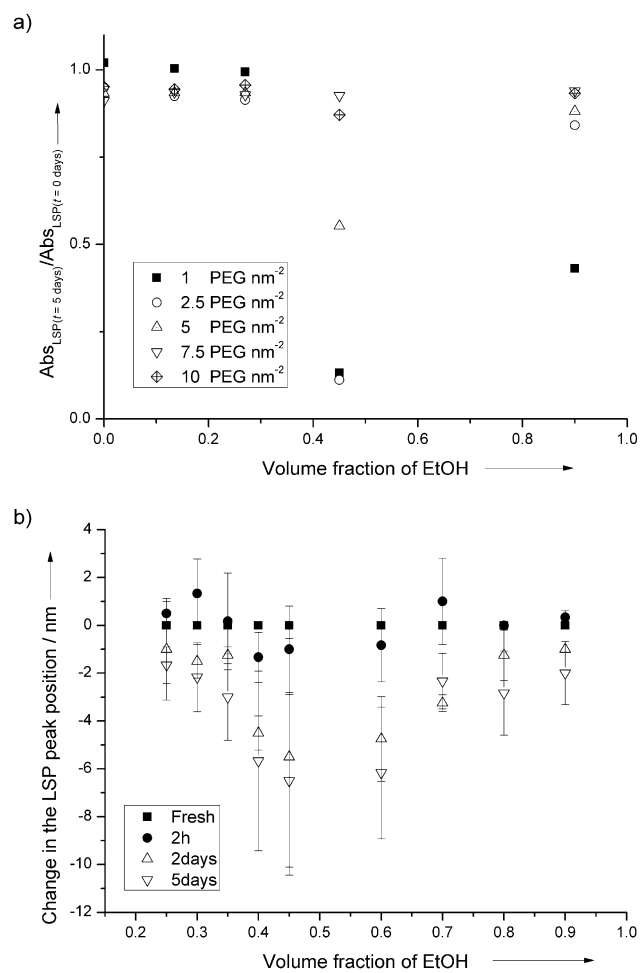 a)
1.0
0.5
0.0
Abs_LSP(t = 5 days)/Abs_LSP(t = 0 days)
1 PEG nm⁻²
2.5 PEG nm⁻²
5 PEG nm⁻²
7.5 PEG nm⁻²
10 PEG nm⁻²
0.0 0.2 0.4 0.6 0.8 1.0
Volume fraction of EtOH
b)
4
2
0
-2
-4
-6
-8
-10
-12
Change in the LSP peak position / nm
Fresh
2h
2days
5days
0.2 0.3 0.4 0.5 0.6 0.7 0.8 0.9 1.0
Volume fraction of EtOH